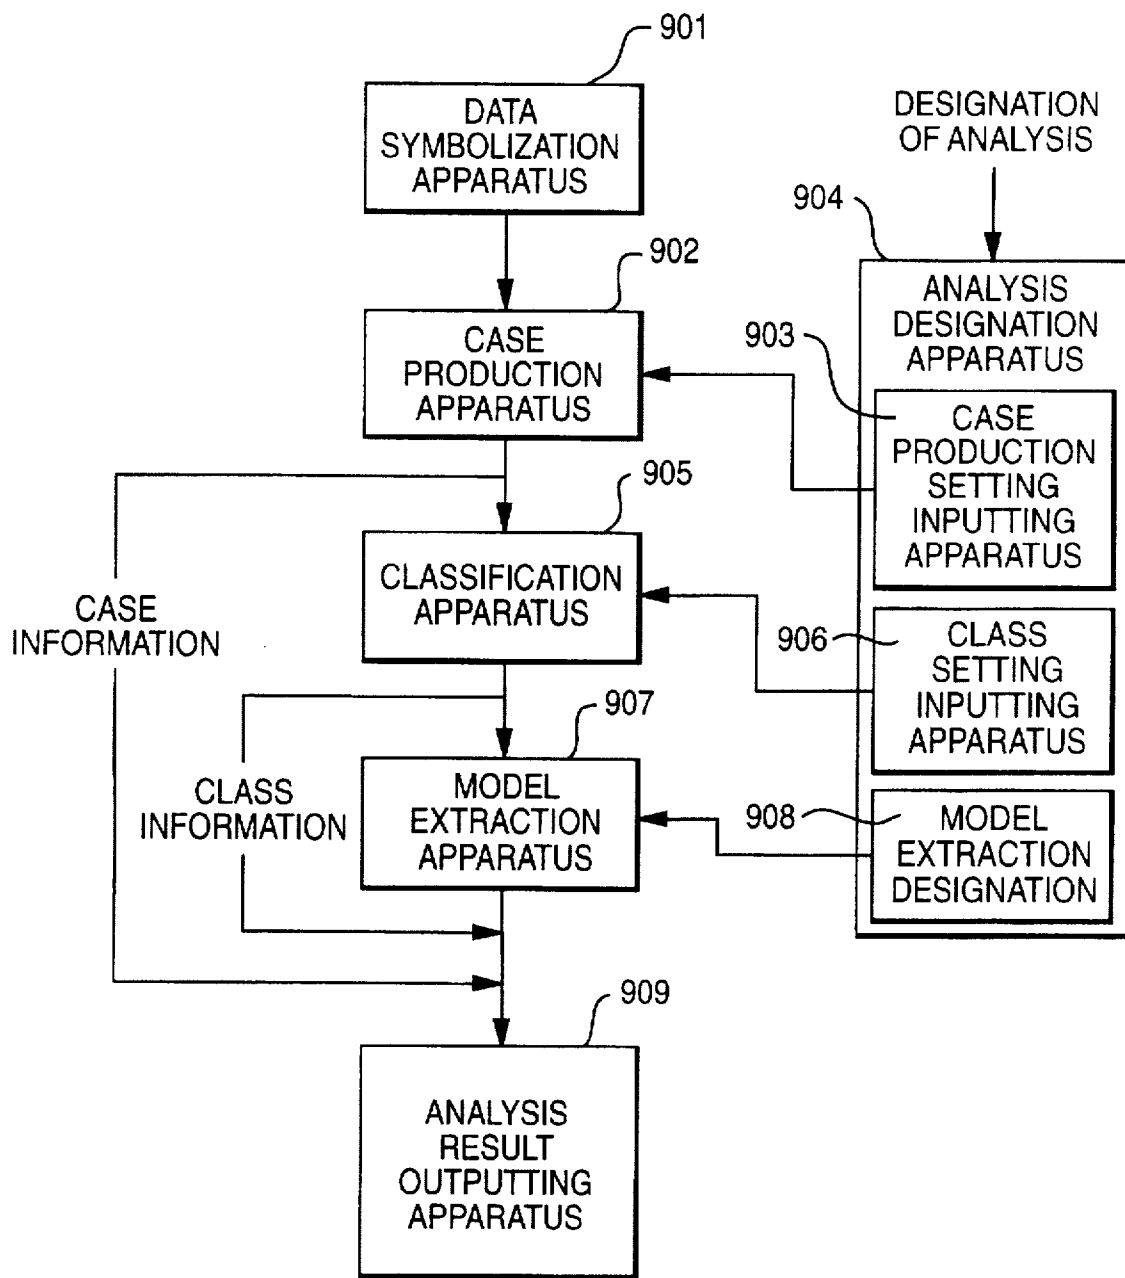 901
DATA
SYMBOLIZATION
APPARATUS
DESIGNATION
OF ANALYSIS
904
902
CASE
PRODUCTION
APPARATUS
ANALYSIS
DESIGNATION
APPARATUS
903
CASE
PRODUCTION
SETTING
INPUTTING
APPARATUS
905
CLASSIFICATION
APPARATUS
CASE
INFORMATION
906
CLASS
SETTING
INPUTTING
APPARATUS
907
MODEL
EXTRACTION
APPARATUS
CLASS
INFORMATION
908
MODEL
EXTRACTION
DESIGNATION
909
ANALYSIS
RESULT
OUTPUTTING
APPARATUS